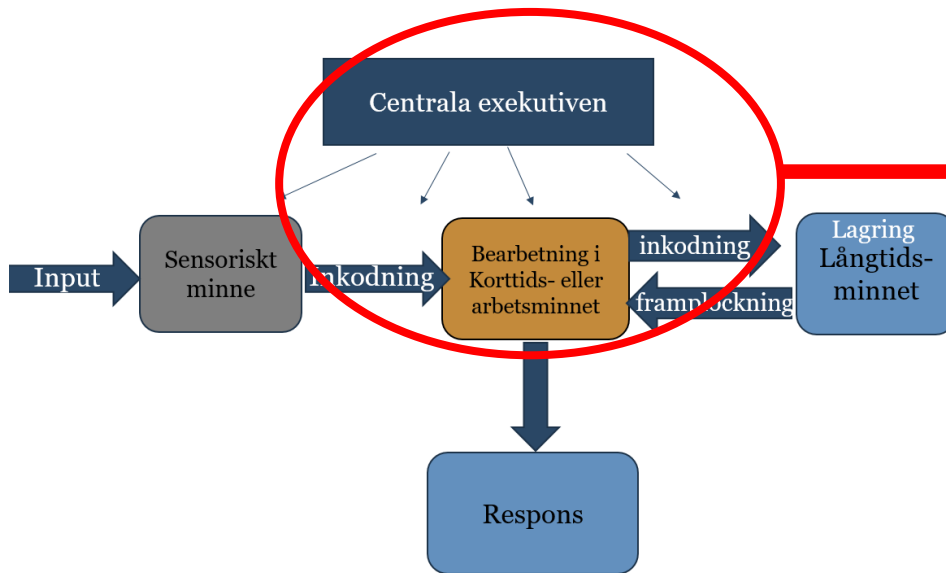 Centrala exekutiven
Input
Sensoriskt
minne
Inkodning
Bearbetning i
Korttids- eller
arbetsminnet
inkodning
framplockning
Lagring
Långtids-
minnet
Respons